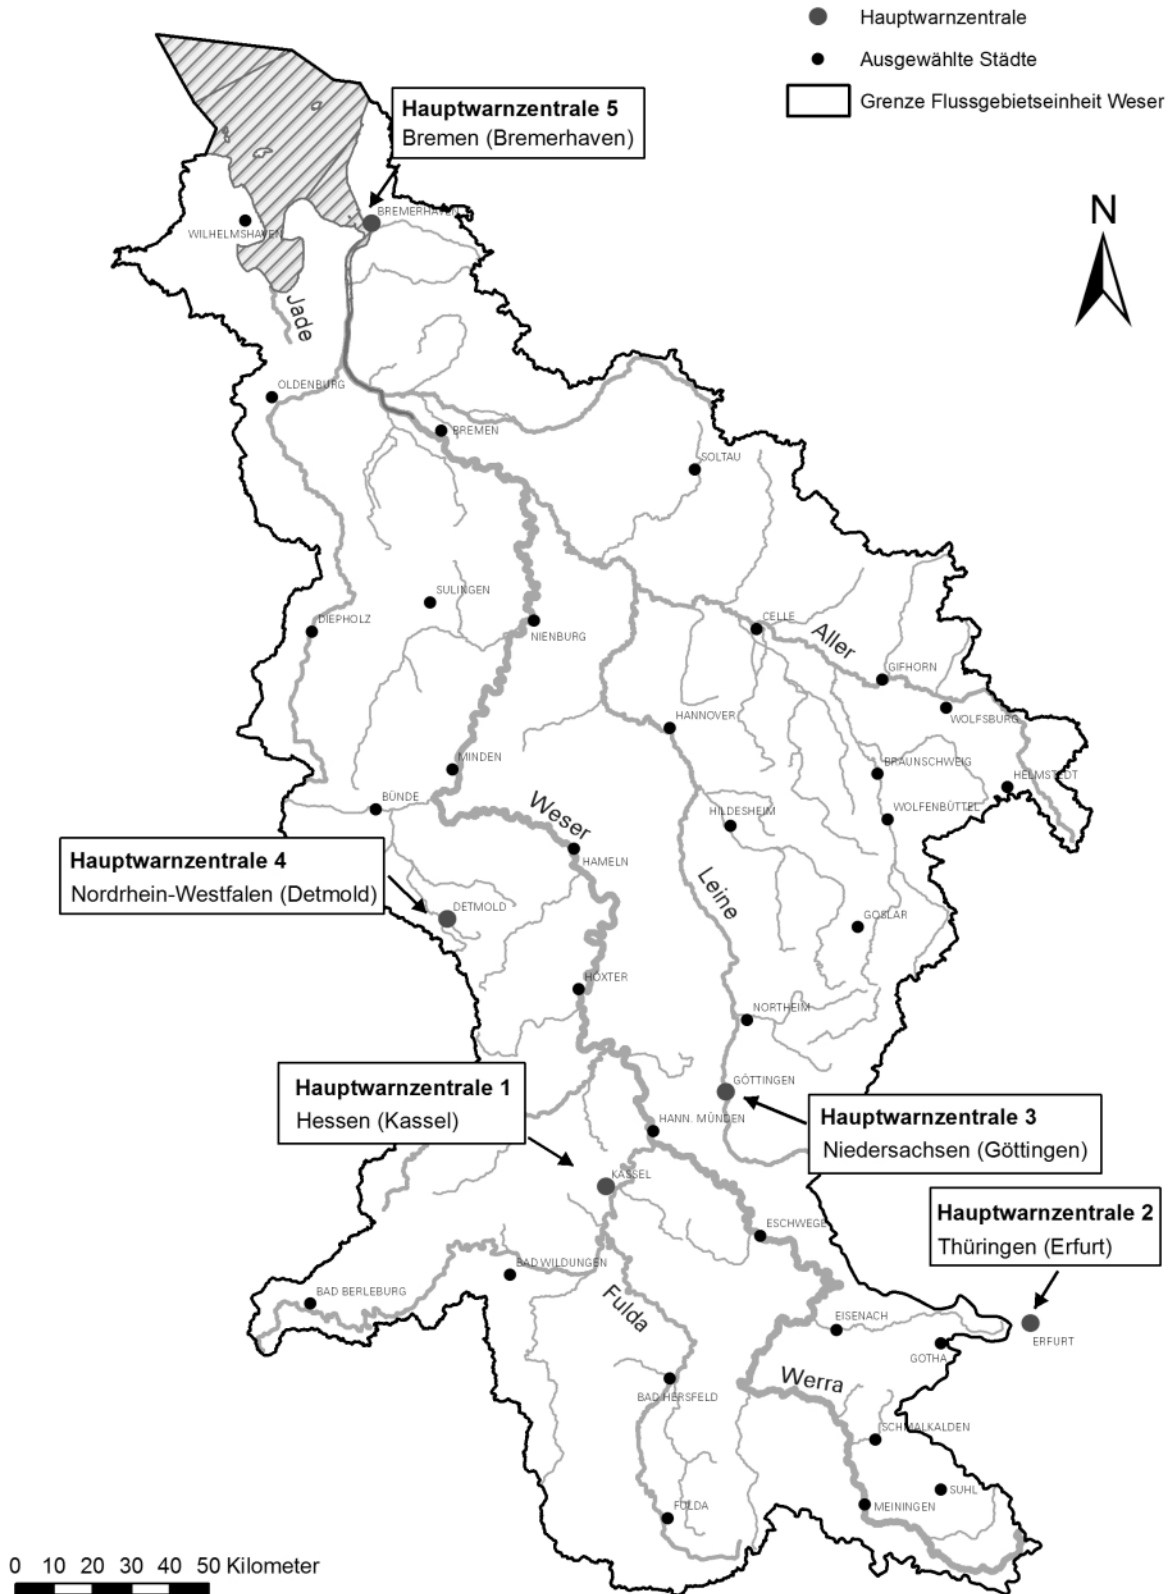 Hauptwarnzentrale
Ausgewählte Städte
Grenze Flussgebietseinheit Weser
Hauptwarnzentrale 5
Bremen (Bremerhaven)
N
BREMERHAVEN
WILHELMSHAVEN
Jade
OLDENBURG
BREMEN
SOLTAU
SULINGEN
DIEPHOLZ
NIENBURG
CELLE
Aller
GIFHORN
WOLFSBURG
HANNOVER
MINDEN
BRAUNSCHWEIG
HELMSTEDT
BÜNDE
Weser
HILDESHEIM
WOLFENBÜTTEL
Hauptwarnzentrale 4
Nordrhein-Westfalen (Detmold)
HAMELN
Leine
DETMOLD
GOSLAR
HÖXTER
NORTHEIM
Hauptwarnzentrale 1
Hessen (Kassel)
GÖTTINGEN
HANN. MÜNDEN
Hauptwarnzentrale 3
Niedersachsen (Göttingen)
KASSEL
Hauptwarnzentrale 2
Thüringen (Erfurt)
ESCHWEGE
BAD WILDUNGEN
BAD BERLEBURG
Fulda
EISENACH
ERFURT
GOTHA
Werra
BAD HERSFELD
SCHMALKALDEN
SUHL
FULDA
MEININGEN
0 10 20 30 40 50 Kilometer